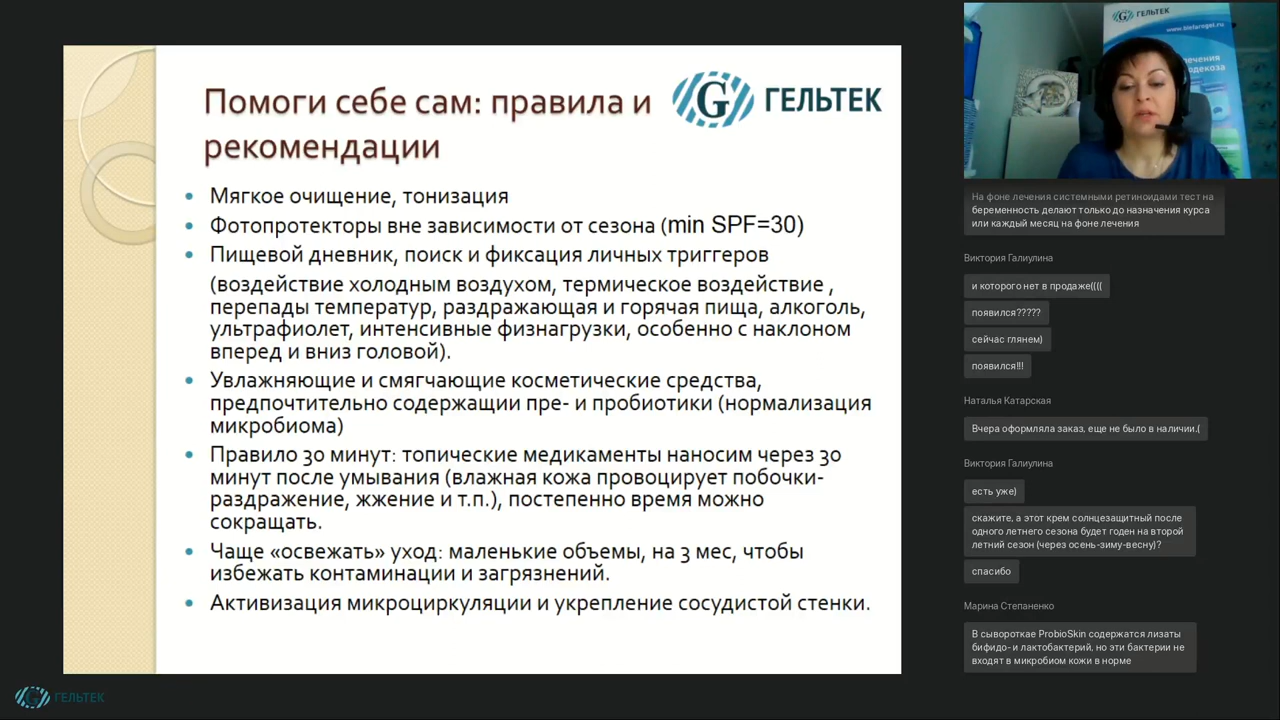 Помоги себе сам: правила и
рекомендации
ГЕЛЬТЕК
Мягкое очищение, тонизация
Фотопротекторы вне зависимости от сезона (min SPF=30)
Пищевой дневник, поиск и фиксация личных триггеров
(воздействие холодным воздухом, термическое воздействие ,
перепады температур, раздражающая и горячая пища, алкоголь,
ультрафиолет, интенсивные физнагрузки, особенно с наклоном
вперед и вниз головой).
Увлажняющие и смягчающие косметические средства,
предпочтительно содержащии пре- и пробиотики (нормализация
микробиома)
Правило 30 минут: топические медикаменты наносим через 30
минут после умывания (влажная кожа провоцирует побочки-
раздражение, жжение и т.п.), постепенно время можно
сокращать.
Чаще «освежать» уход: маленькие объемы, на 3 мес, чтобы
избежать контаминации и загрязнений.
Активизация микроциркуляции и укрепление сосудистой стенки.
ГЕЛЬТЕК
ГЕЛЬТЕК
На фоне лечения системными ретиноидами тест на
беременность делают только до назначения курса
или каждый месяц на фоне лечения
Виктория Галиулина
и которого нет в продаже((((
появился?????
сейчас глянем)
появился!!!
Наталья Катарская
Вчера оформляла заказ, еще не было в наличии.(
Виктория Галиулина
есть уже)
скажите, а этот крем солнцезащитный после
одного летнего сезона будет годен на второй
летний сезон (через осень-зиму-весну)?
спасибо
Марина Степаненко
В сывороткае ProbioSkin содержатся лизаты
бифидо- и лактобактерий, но эти бактерии не
входят в микробиом кожи в норме